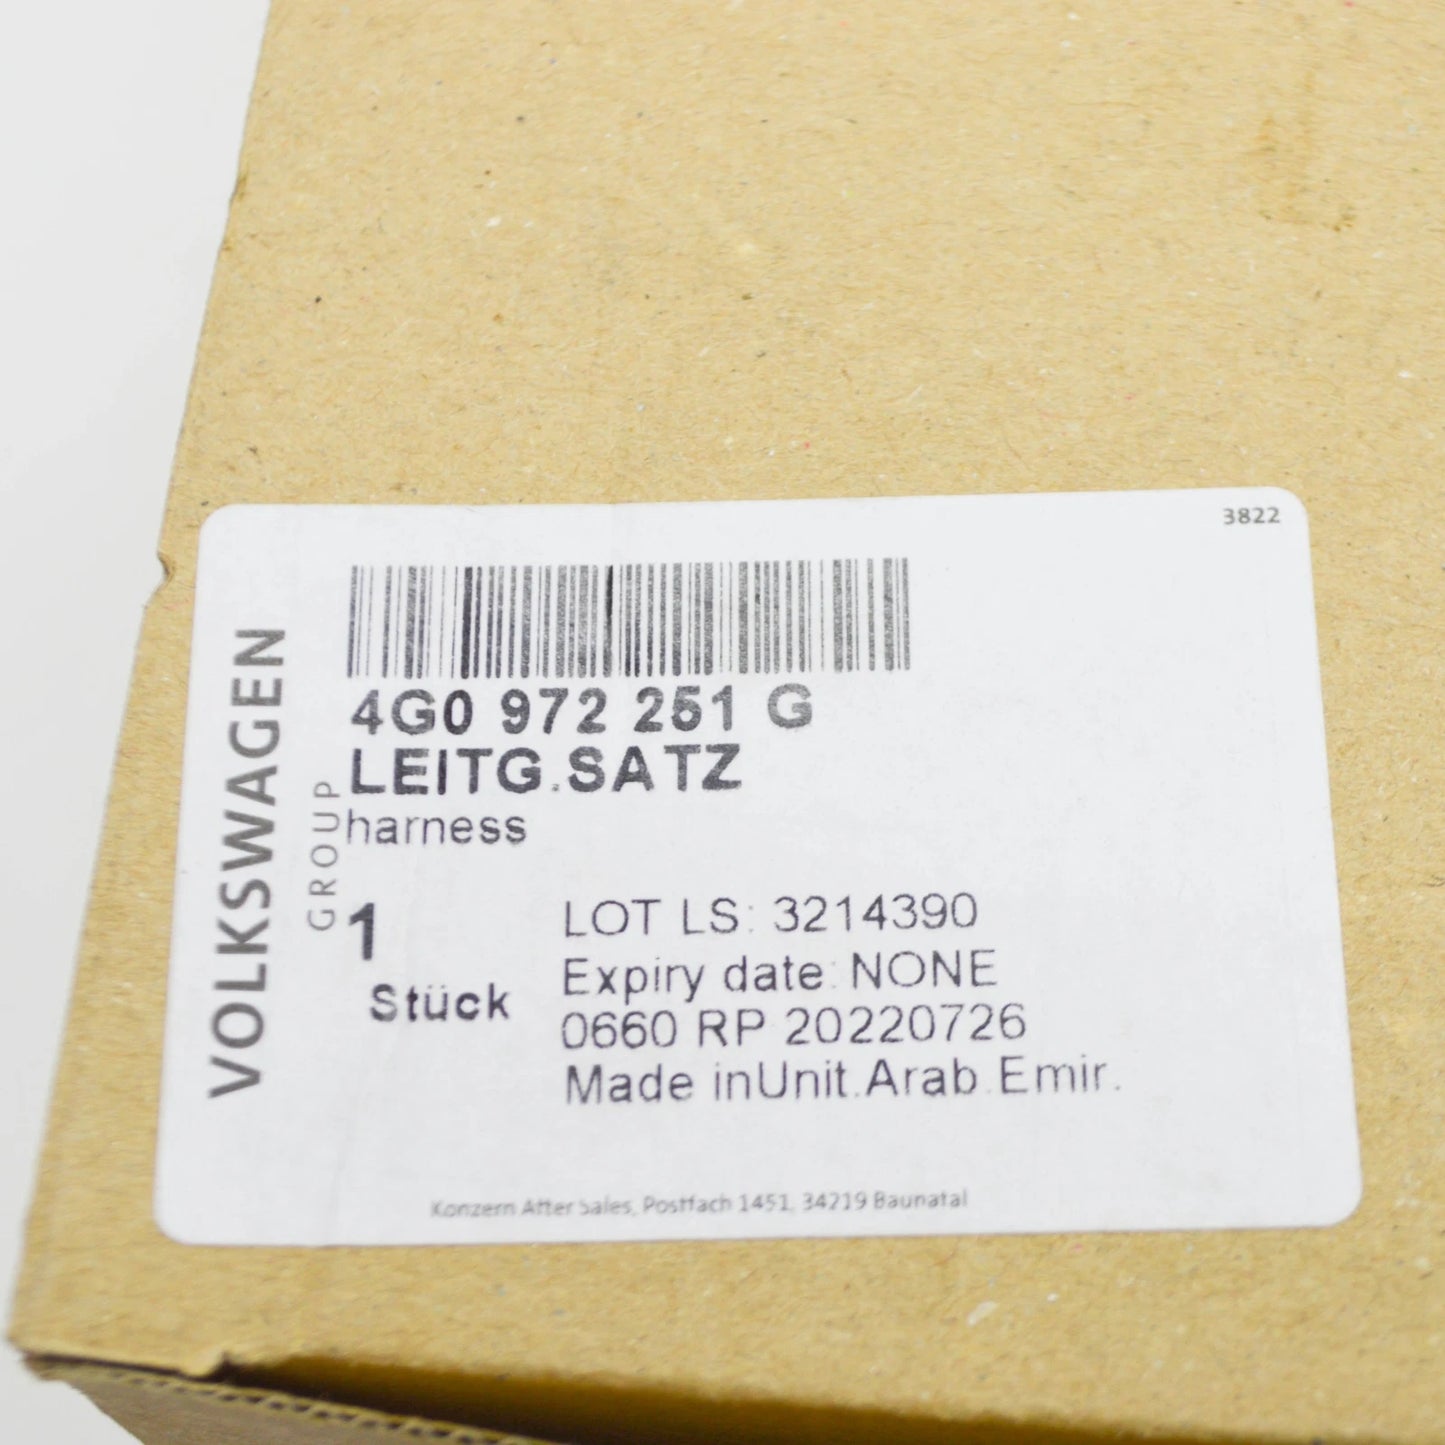 3822
VOLKSWAGEN
GROUP
4G0 972 251 G
LEITG.SATZ
harness
1
Stück
LOT LS: 3214390
Expiry date: NONE
0660 RP 20220726
Made inUnit.Arab.Emir.
Konzern After Sales, Postfach 1451, 34219 Baunatal